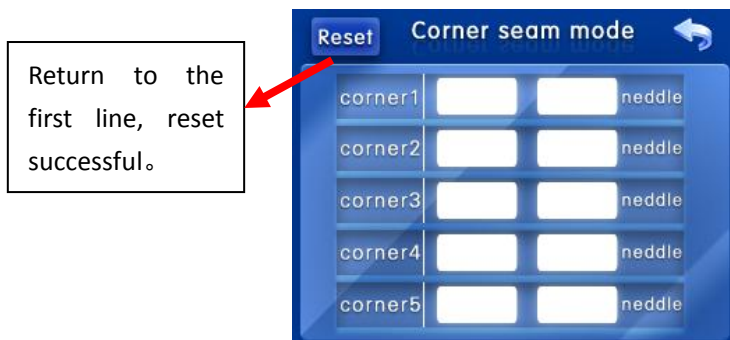 Return to the
first line, reset
successful。
Reset Corner seam mode
corner1 neddle
corner2 neddle
corner3 neddle
corner4 neddle
corner5 neddle